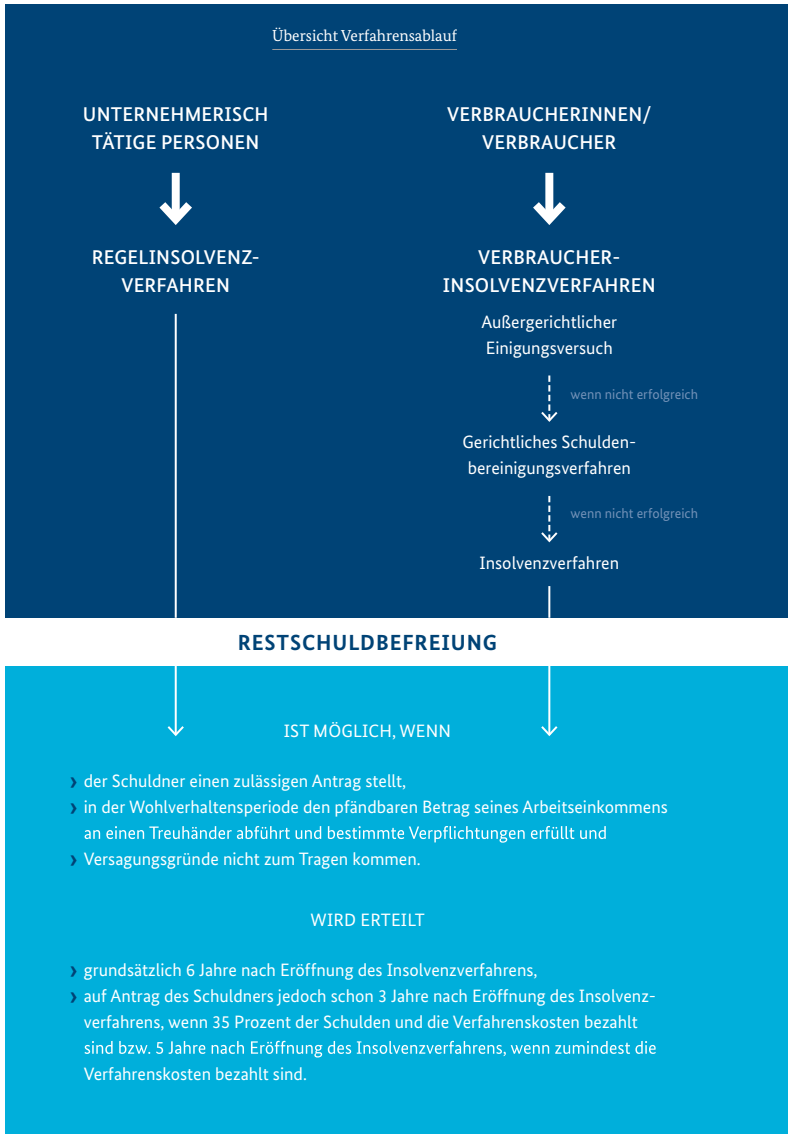 Übersicht Verfahrensablauf
UNTERNEHMERISCH
TÄTIGE PERSONEN
REGELINSOLVENZ-
VERFAHREN
VERBRAUCHERINNEN/
VERBRAUCHER
VERBRAUCHER-
INSOLVENZVERFAHREN
Außergerichtlicher
Einigungsversuch
wenn nicht erfolgreich
Gerichtliches Schulden-
bereinigungsverfahren
wenn nicht erfolgreich
Insolvenzverfahren
RESTSCHULDBEFREIUNG
IST MÖGLICH, WENN
› der Schuldner einen zulässigen Antrag stellt,
› in der Wohlverhaltensperiode den pfändbaren Betrag seines Arbeitseinkommens
an einen Treuhänder abführt und bestimmte Verpflichtungen erfüllt und
› Versagungsgründe nicht zum Tragen kommen.
WIRD ERTEILT
› grundsätzlich 6 Jahre nach Eröffnung des Insolvenzverfahrens,
› auf Antrag des Schuldners jedoch schon 3 Jahre nach Eröffnung des Insolvenz-
verfahrens, wenn 35 Prozent der Schulden und die Verfahrenskosten bezahlt
sind bzw. 5 Jahre nach Eröffnung des Insolvenzverfahrens, wenn zumindest die
Verfahrenskosten bezahlt sind.